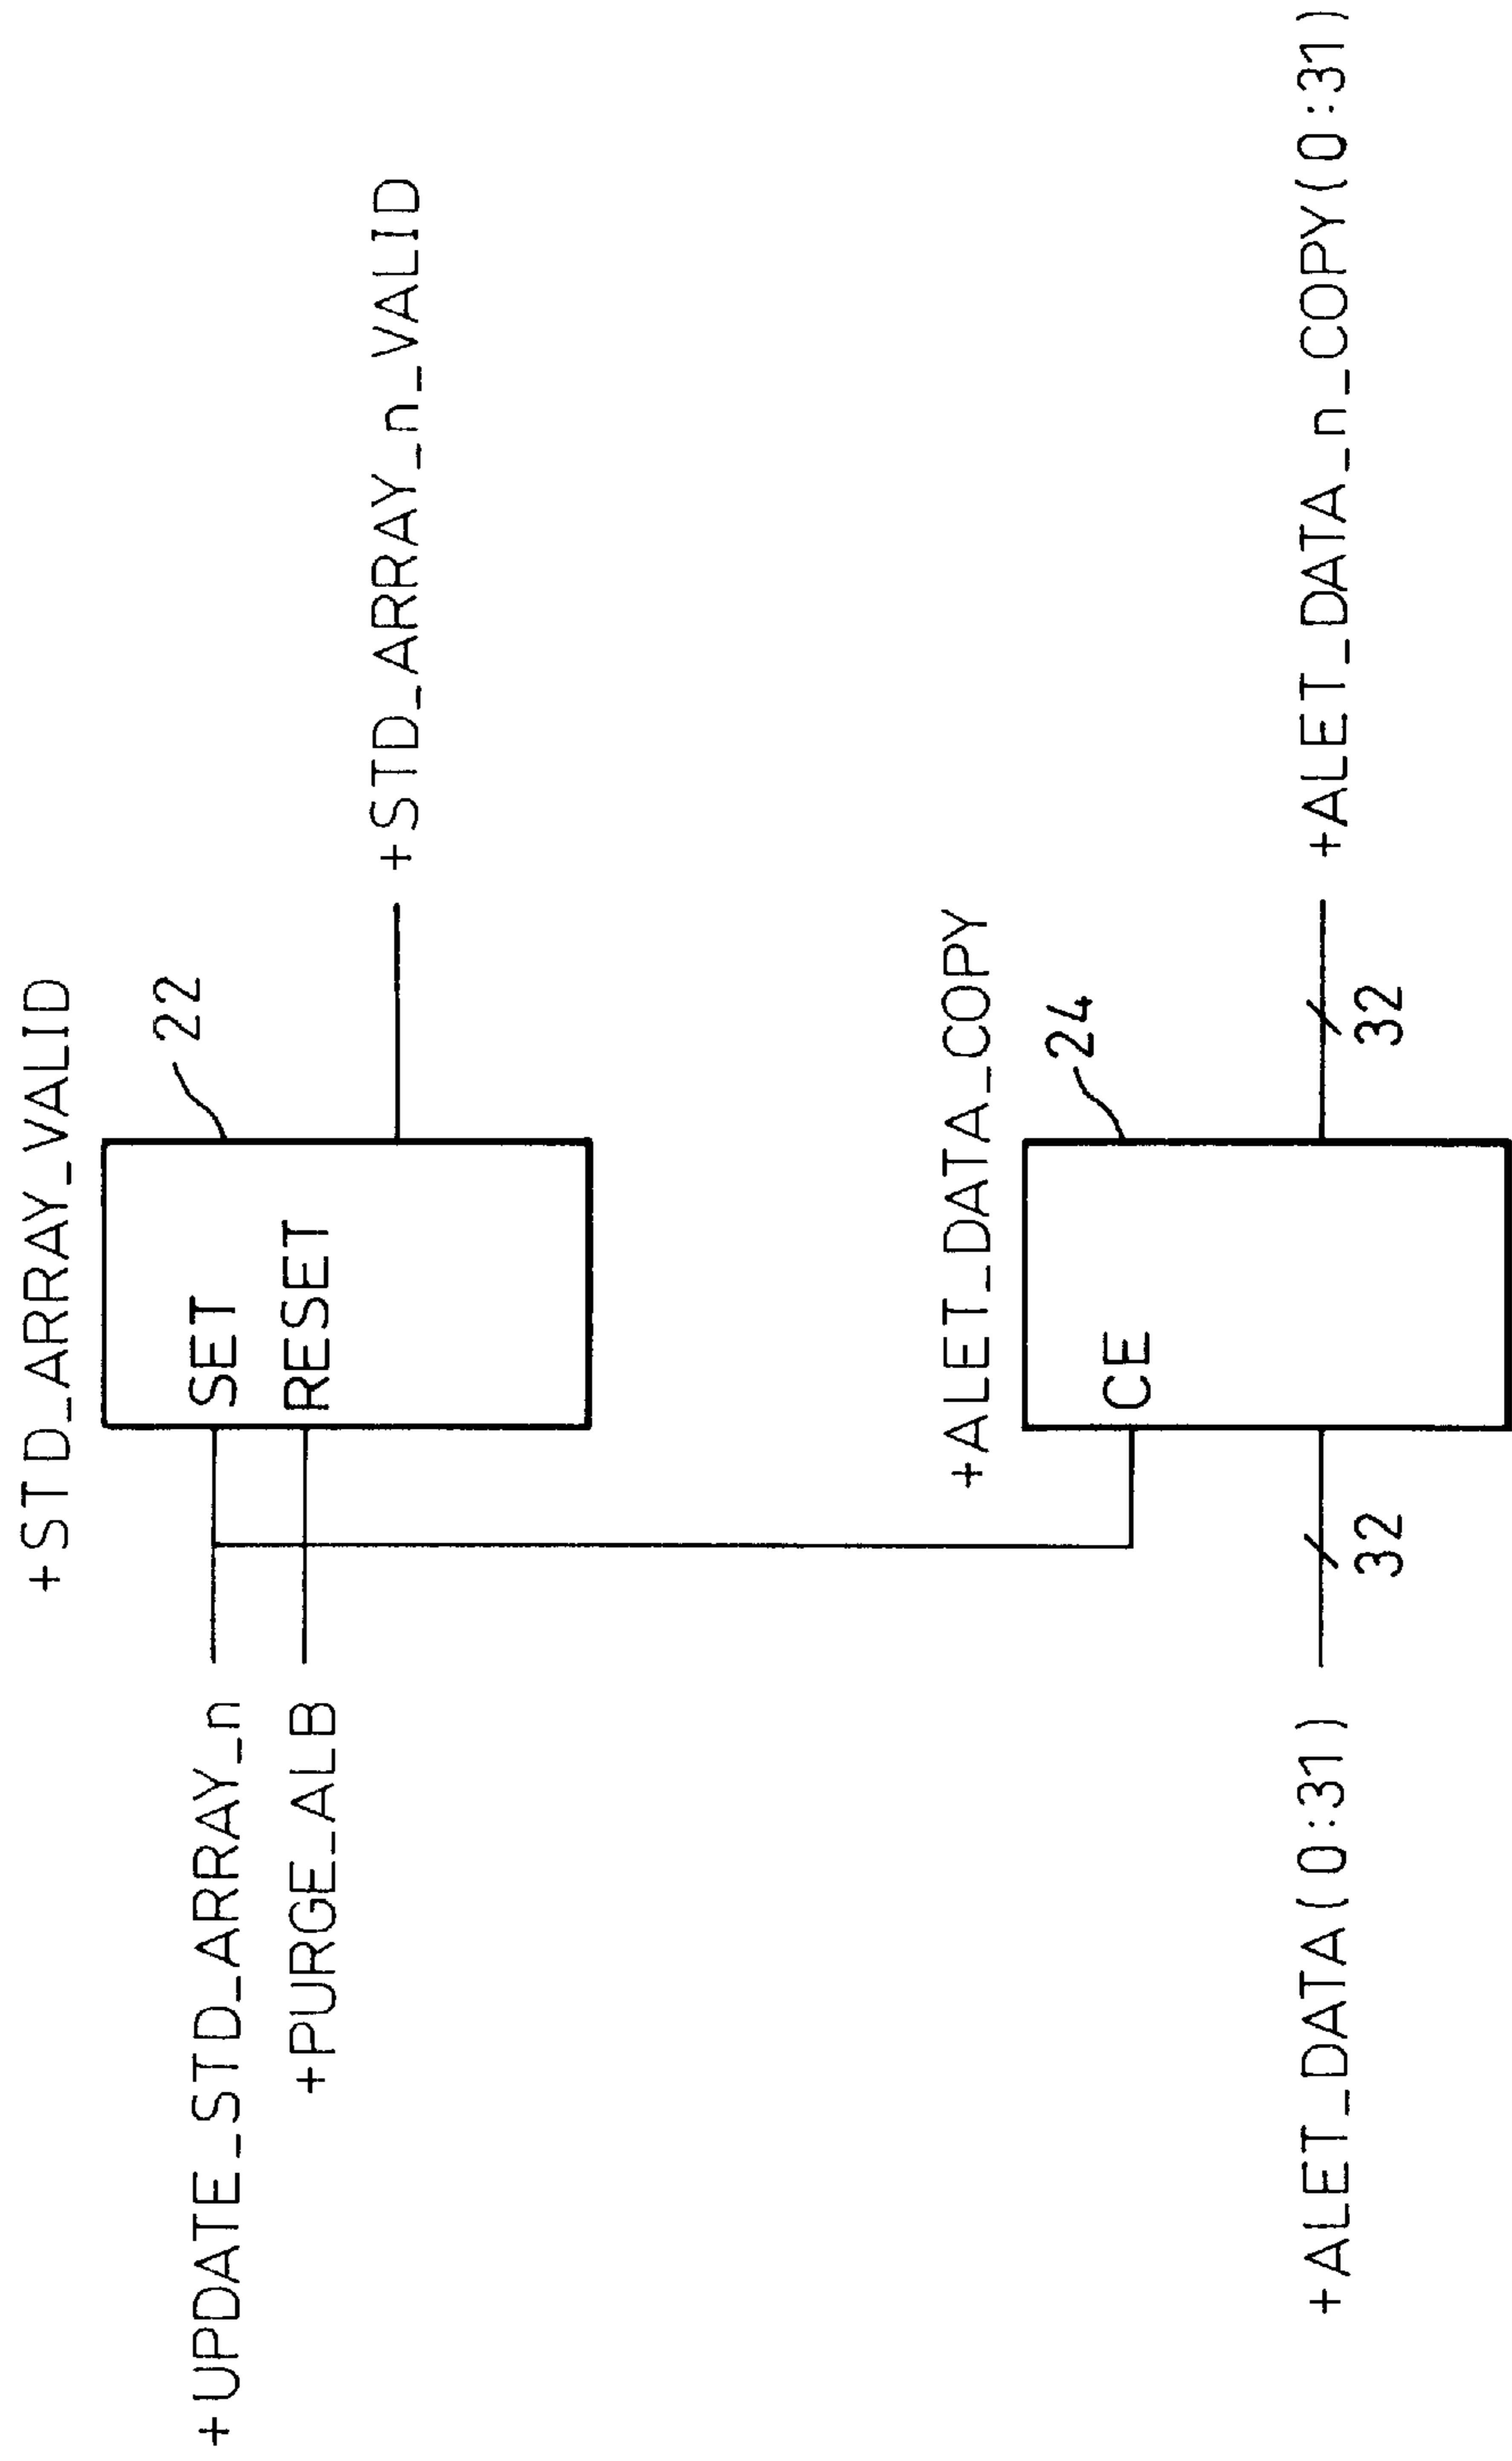 +STD_ARRAY_VALID
22
+UPDATE_STD_ARRAY_n
SET
+PURGE_ALB
RESET
+STD_ARRAY_n_VALID
+ALET_DATA_COPY
24
CE
+ALET_DATA(0:31)
32
32
+ALET_DATA_n_COPY(0:31)